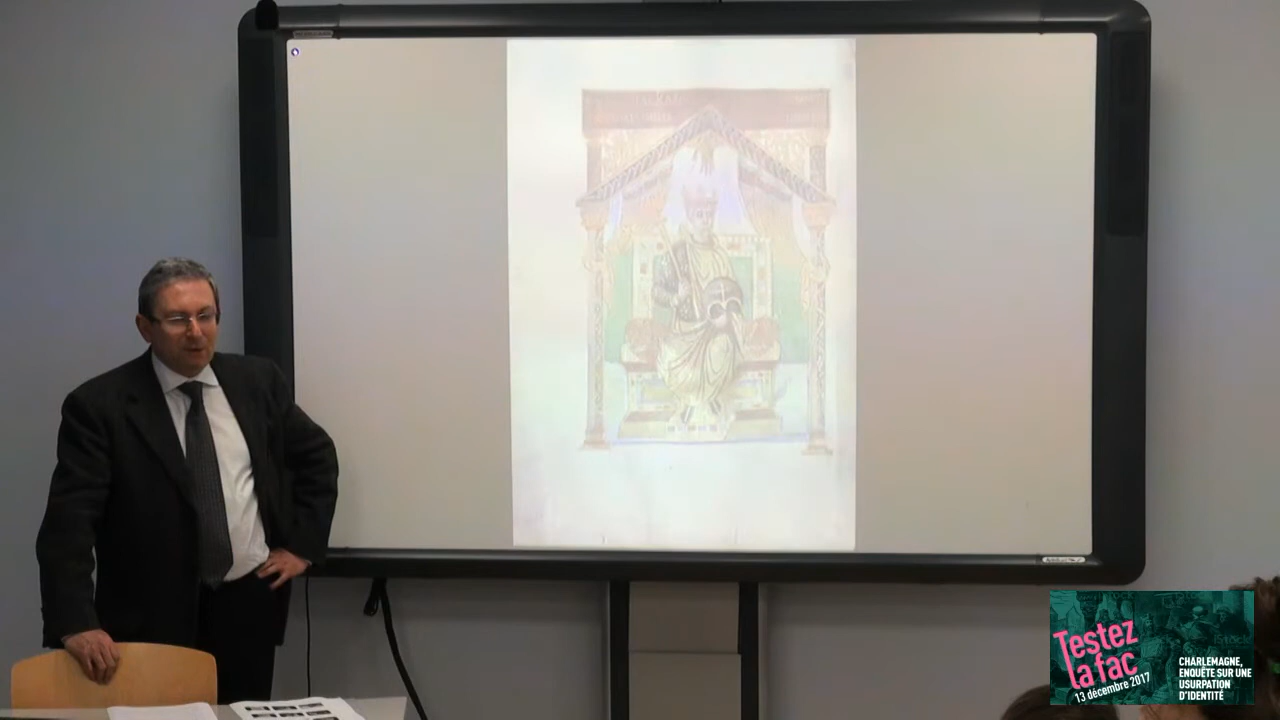 Testez
la fac
13 décembre 2017
CHARLEMAGNE,
ENQUÊTE SUR UNE
USURPATION
D'IDENTITÉ